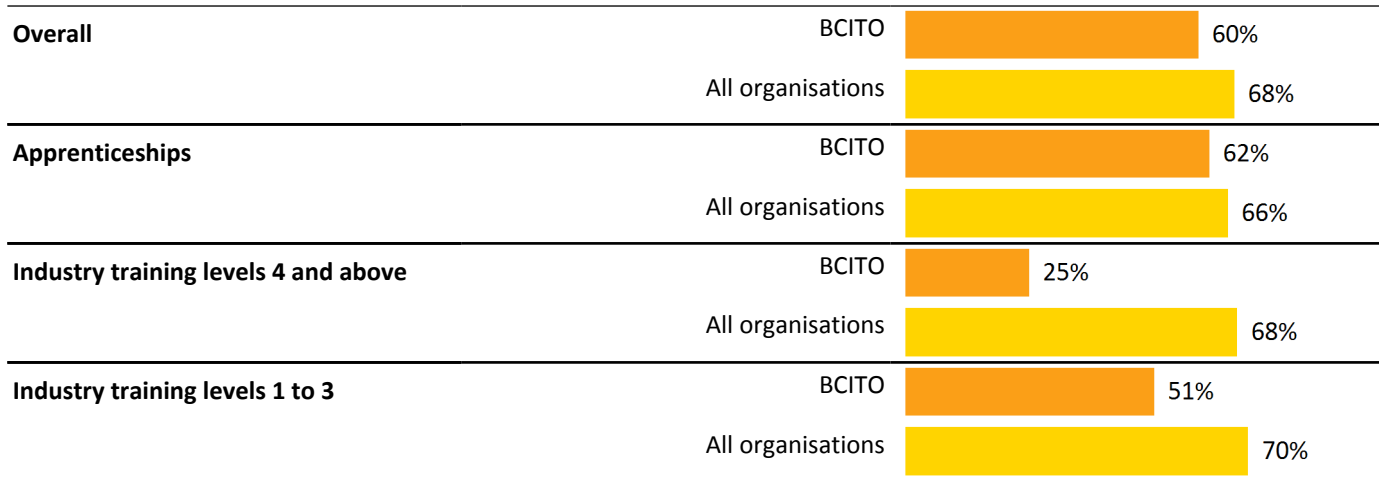 Overall BCITO 60%
All organisations 68%
Apprenticeships BCITO 62%
All organisations 66%
Industry training levels 4 and above BCITO 25%
All organisations 68%
Industry training levels 1 to 3 BCITO 51%
All organisations 70%